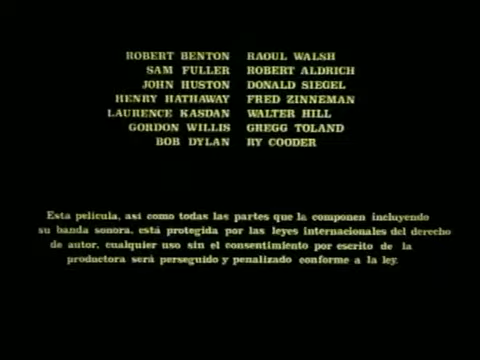 ROBERT BENTON RAOUL WALSH
SAM FULLER ROBERT ALDRICH
JOHN HUSTON DONALD SIEGEL
HENRY HATHAWAY FRED ZINNEMAN
LAURENCE KASDAN WALTER HILL
GORDON WILLIS GREGG TOLAND
BOB DYLAN RY COODER
Esta película, así como todas las partes que la componen incluyendo
su banda sonora, está protegida por las leyes internacionales del derecho
de autor, cualquier uso sin el consentimiento por escrito de la
productora será perseguido y penalizado conforme a la ley.